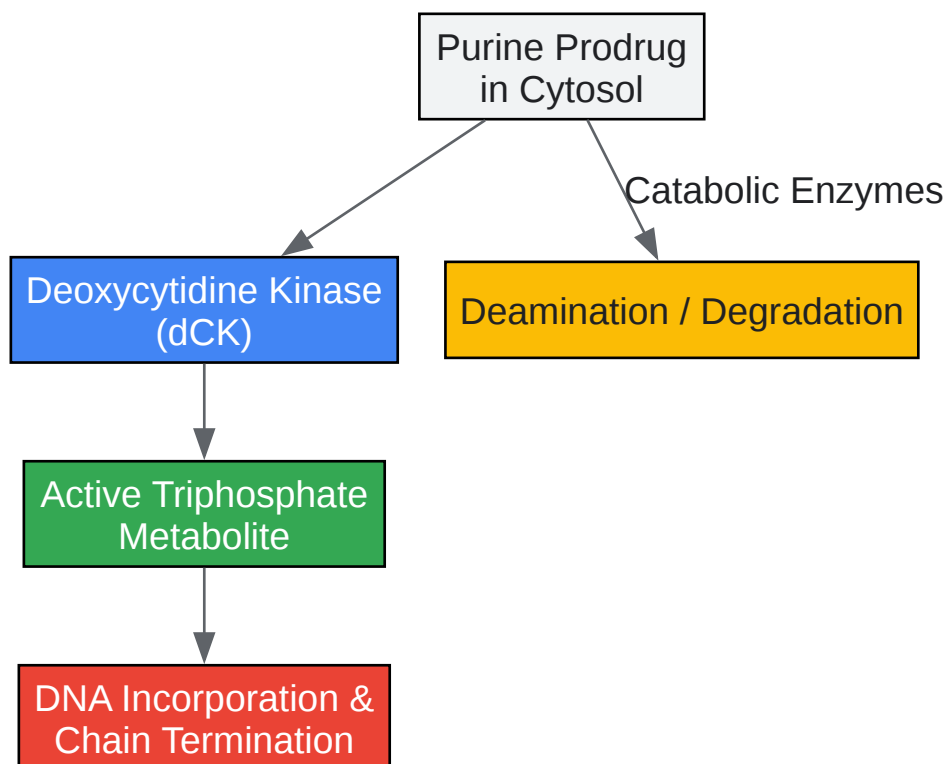 Purine Prodrug
in Cytosol
Catabolic Enzymes
Deoxycytidine Kinase
(dCK)
Deamination / Degradation
Active Triphosphate
Metabolite
DNA Incorporation &
Chain Termination